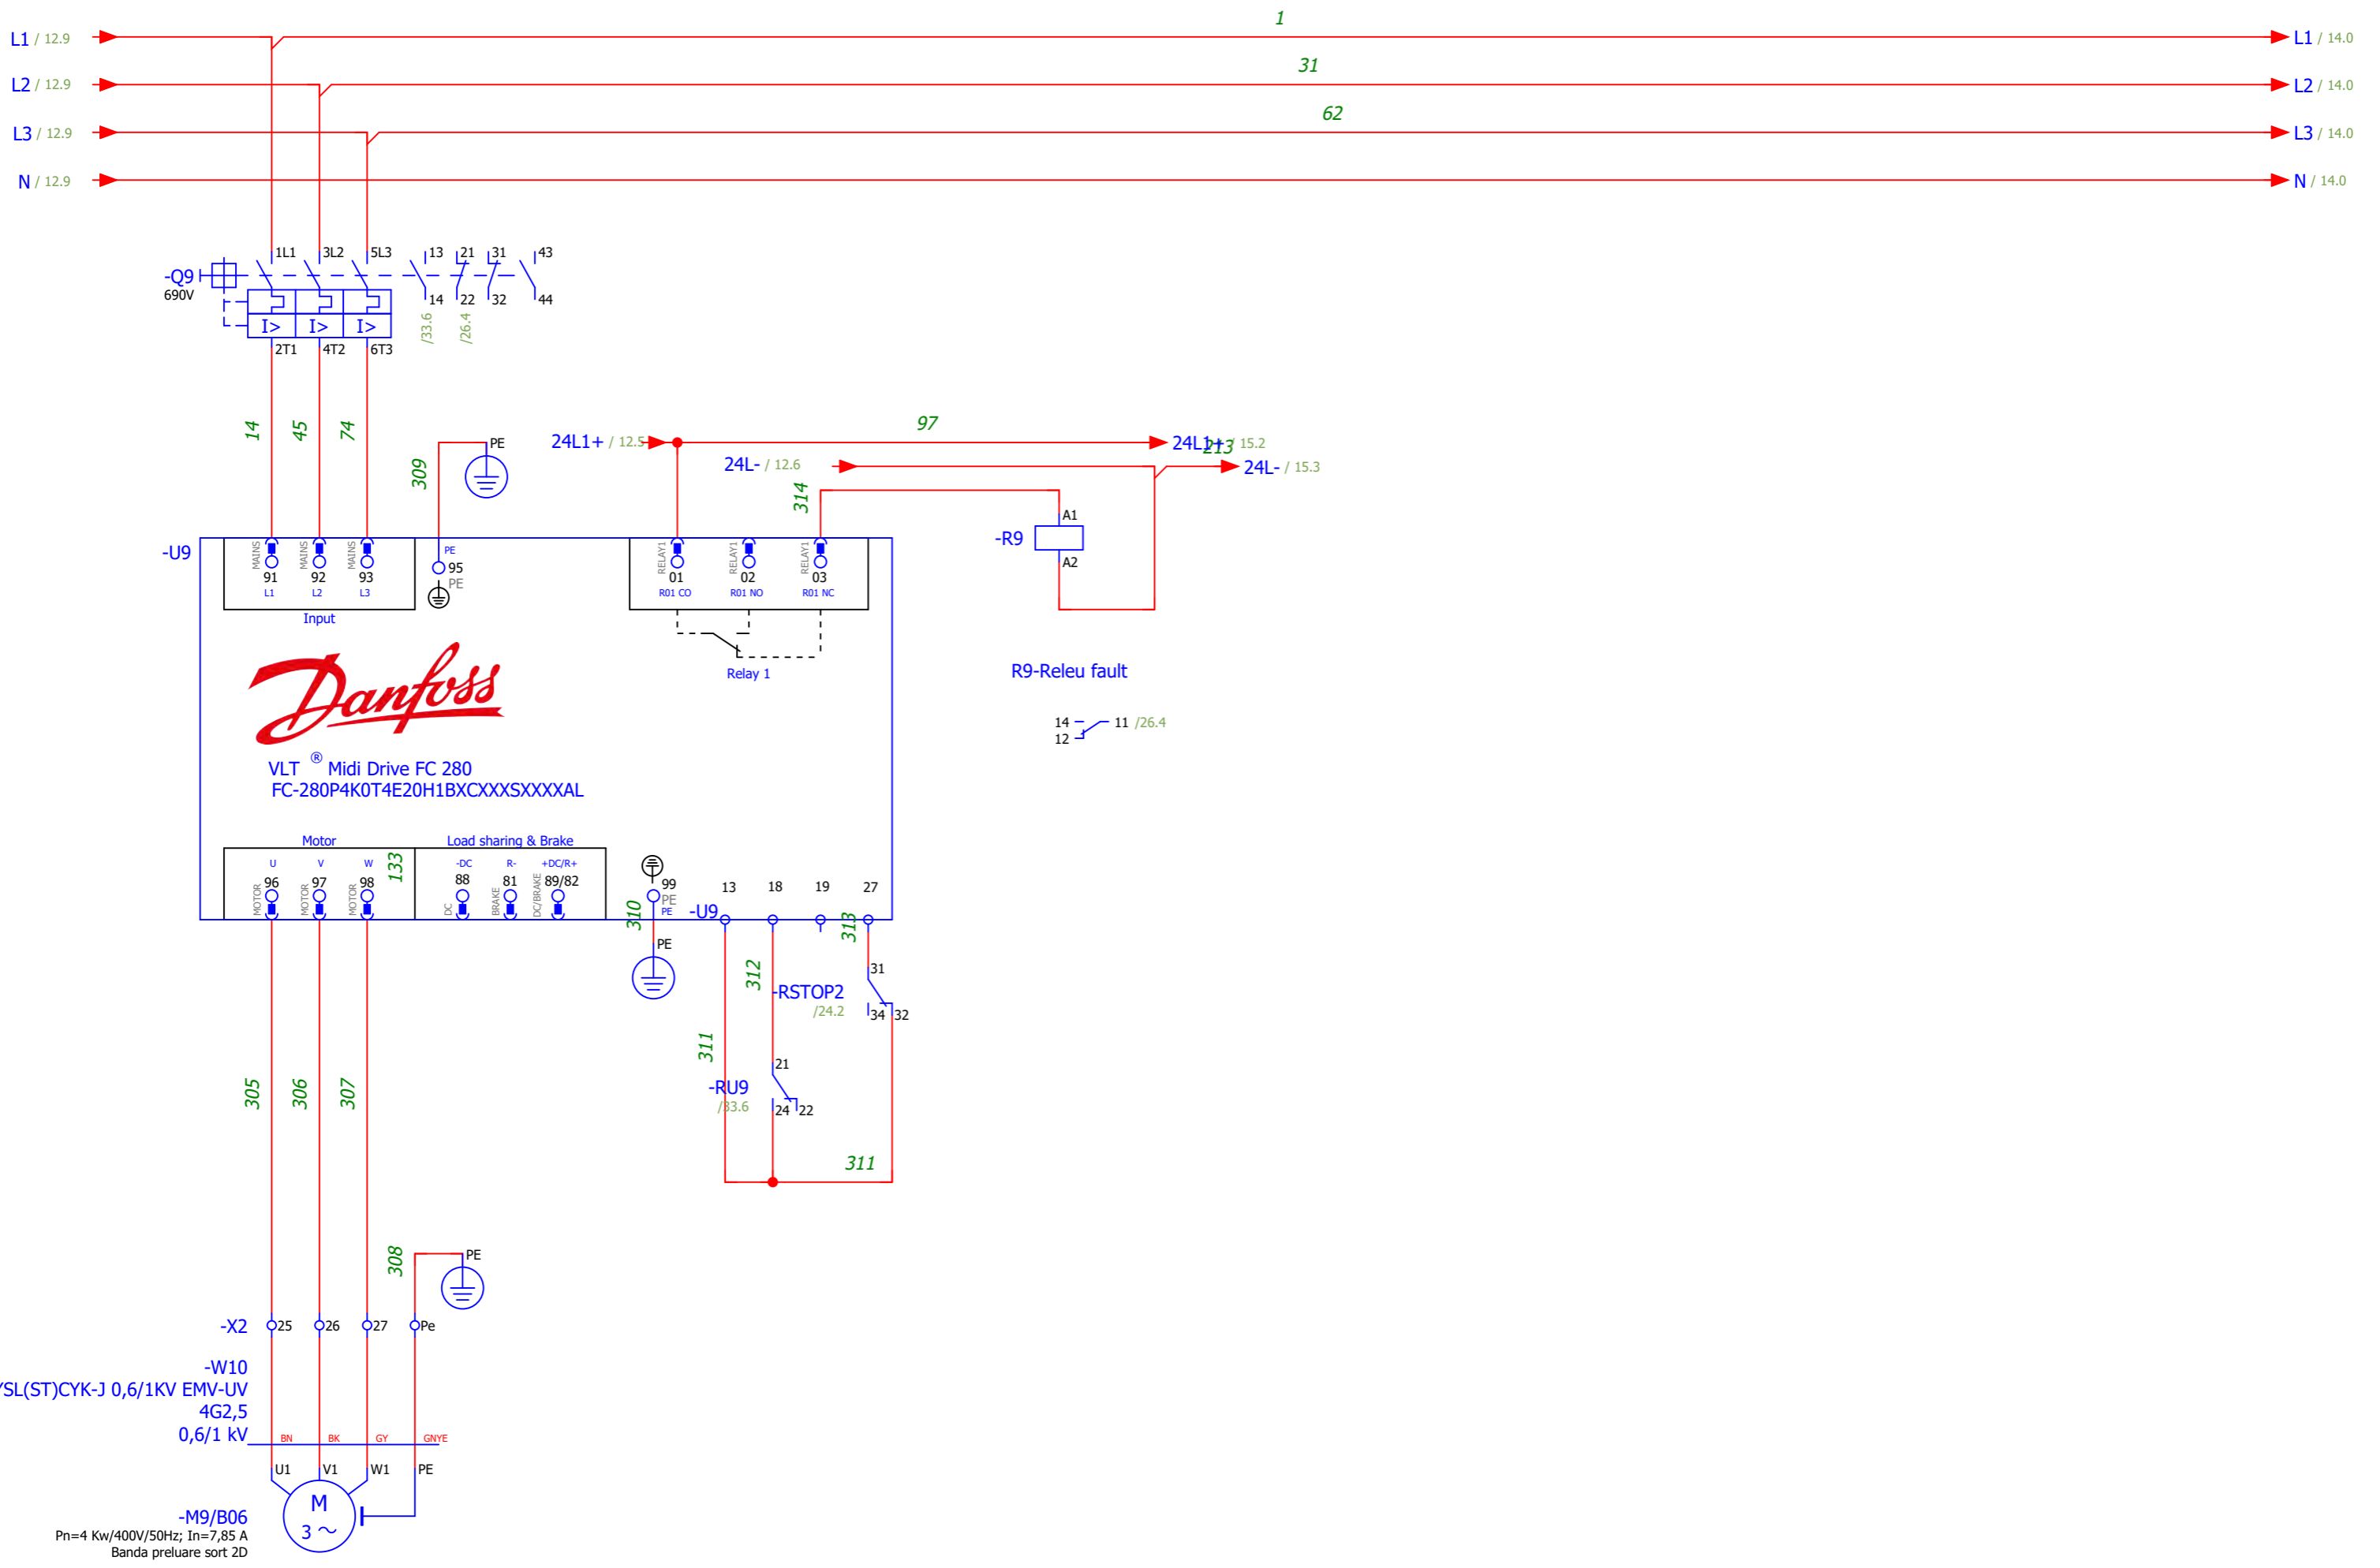 1
L1 / 12.9
L1 / 14.0
31
L2 / 12.9
L2 / 14.0
62
L3 / 12.9
L3 / 14.0
N / 12.9
N / 14.0
1L1 3L2 5L3 13 21 31 43
-Q9
690V
14 22 32 44
I> I> I>
/33.6 /26.4
2T1 4T2 6T3
14 45 74
309
PE
24L1+ / 12.5
97
24L1+ / 15.2
213
24L- / 12.6
24L- / 15.3
314
A1
-R9
A2
-U9
MAINS MAINS MAINS
91 92 93
L1 L2 L3
Input
PE
95
PE
RELAY1 RELAY1 RELAY1
01 02 03
R01 CO R01 NO R01 NC
Relay 1
R9-Releu fault
14 11 /26.4
12
Danfoss
VLT ® Midi Drive FC 280
FC-280P4K0T4E20H1BXCXXXSXXXXAL
Motor
Load sharing & Brake
U V W
133
-DC R- +DC/R+
96 97 98
88 81 89/82
MOTOR MOTOR MOTOR
DC BRAKE DC/BRAKE
99
PE
PE
310
PE
-U9
13 18 19 27
313
312
31
-RSTOP2
/24.2
34 32
311
21
-RU9
/33.6
24 22
311
305 306 307
308
PE
-X2 25 26 27 Pe
-W10
YSL(ST)CYK-J 0,6/1KV EMV-UV
4G2,5
0,6/1 kV
BN BK GY GNYE
U1 V1 W1 PE
M
3 ~
-M9/B06
Pn=4 Kw/400V/50Hz; In=7,85 A
Banda preluare sort 2D